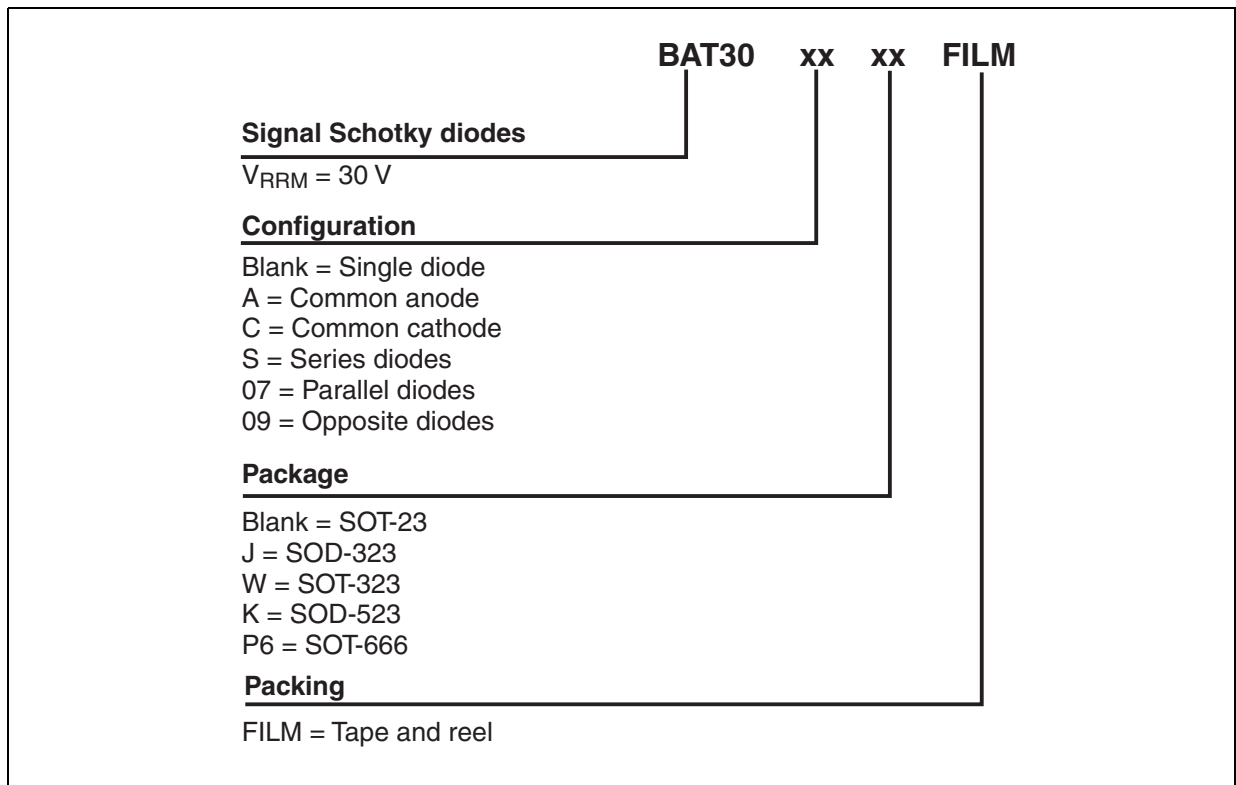 BAT30 xx xx FILM
Signal Schotky diodes
VRRM = 30 V
Configuration
Blank = Single diode
A = Common anode
C = Common cathode
S = Series diodes
07 = Parallel diodes
09 = Opposite diodes
Package
Blank = SOT-23
J = SOD-323
W = SOT-323
K = SOD-523
P6 = SOT-666
Packing
FILM = Tape and reel